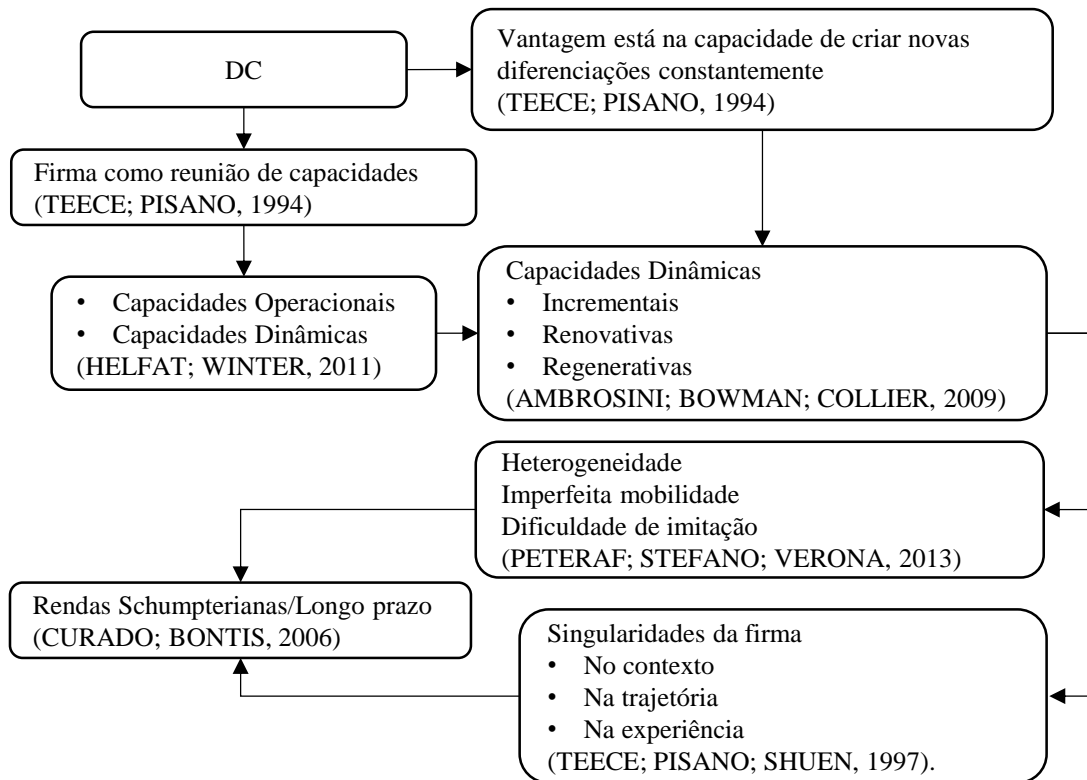 DC
Vantagem está na capacidade de criar novas
diferenciações constantemente
(TEECE; PISANO, 1994)
Firma como reunião de capacidades
(TEECE; PISANO, 1994)
• Capacidades Operacionais
• Capacidades Dinâmicas
(HELFAT; WINTER, 2011)
Capacidades Dinâmicas
• Incrementais
• Renovativas
• Regenerativas
(AMBROSINI; BOWMAN; COLLIER, 2009)
Heterogeneidade
Imperfeita mobilidade
Dificuldade de imitação
(PETERAF; STEFANO; VERONA, 2013)
Rendas Schumpterianas/Longo prazo
(CURADO; BONTIS, 2006)
Singularidades da firma
• No contexto
• Na trajetória
• Na experiência
(TEECE; PISANO; SHUEN, 1997).